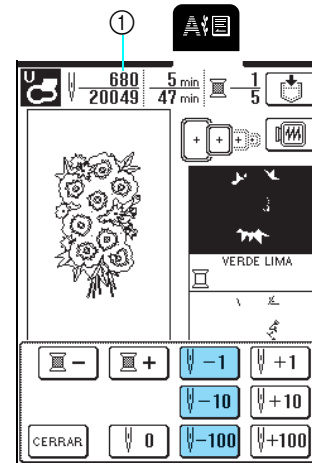 ①
A
U
680 5 min 1
20049 47 min 5
VERDE LIMA
− + −1 +1
−10 +10
CERRAR 0 −100 +100